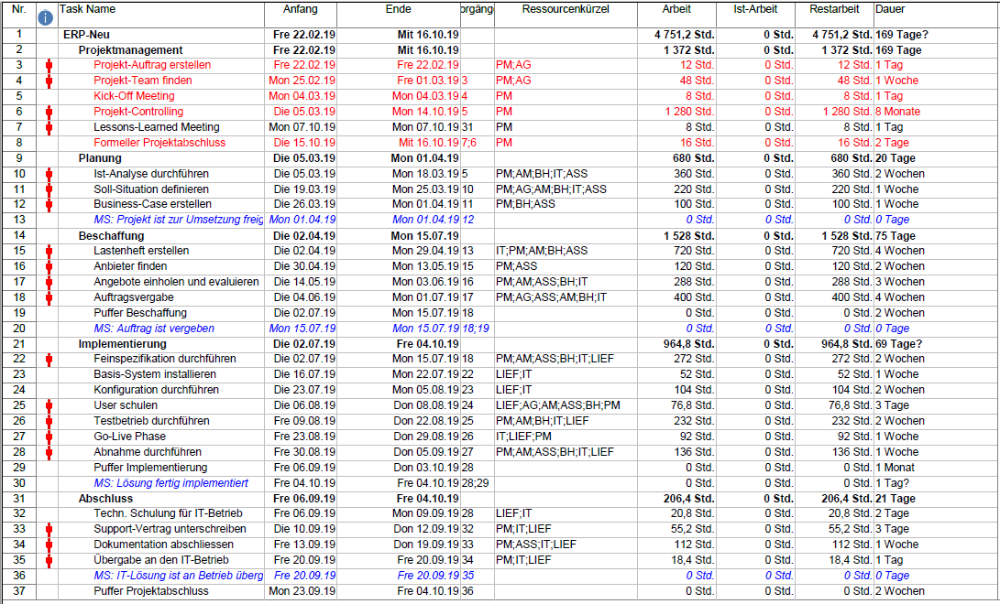 Nr. i Task Name Anfang Ende orgänge Ressourcenkürzel Arbeit Ist-Arbeit Restarbeit Dauer
1 ERP-Neu Fre 22.02.19 Mit 16.10.19 4 751,2 Std. 0 Std. 4 751,2 Std. 169 Tage?
2 Projektmanagement Fre 22.02.19 Mit 16.10.19 1 372 Std. 0 Std. 1 372 Std. 169 Tage
3 Projekt-Auftrag erstellen Fre 22.02.19 Fre 22.02.19 PM;AG 12 Std. 0 Std. 12 Std. 1 Tag
4 Projekt-Team finden Mon 25.02.19 Fre 01.03.19 3 PM;AG 48 Std. 0 Std. 48 Std. 1 Woche
5 Kick-Off Meeting Mon 04.03.19 Mon 04.03.19 4 PM 8 Std. 0 Std. 8 Std. 1 Tag
6 Projekt-Controlling Die 05.03.19 Mon 14.10.19 5 PM 1 280 Std. 0 Std. 1 280 Std. 8 Monate
7 Lessons-Learned Meeting Mon 07.10.19 Mon 07.10.19 31 PM 8 Std. 0 Std. 8 Std. 1 Tag
8 Formeller Projektabschluss Die 15.10.19 Mit 16.10.19 7;6 PM 16 Std. 0 Std. 16 Std. 2 Tage
9 Planung Die 05.03.19 Mon 01.04.19 680 Std. 0 Std. 680 Std. 20 Tage
10 Ist-Analyse durchführen Die 05.03.19 Mon 18.03.19 5 PM;AM;BH;IT;ASS 360 Std. 0 Std. 360 Std. 2 Wochen
11 Soll-Situation definieren Die 19.03.19 Mon 25.03.19 10 PM;AG;AM;BH;IT;ASS 220 Std. 0 Std. 220 Std. 1 Woche
12 Business-Case erstellen Die 26.03.19 Mon 01.04.19 11 PM;BH;ASS 100 Std. 0 Std. 100 Std. 1 Woche
13 MS: Projekt ist zur Umsetzung freig Mon 01.04.19 Mon 01.04.19 12 0 Std. 0 Std. 0 Std. 0 Tage
14 Beschaffung Die 02.04.19 Mon 15.07.19 1 528 Std. 0 Std. 1 528 Std. 75 Tage
15 Lastenheft erstellen Die 02.04.19 Mon 29.04.19 13 IT;PM;AM;BH;ASS 720 Std. 0 Std. 720 Std. 4 Wochen
16 Anbieter finden Die 30.04.19 Mon 13.05.19 15 PM;ASS 120 Std. 0 Std. 120 Std. 2 Wochen
17 Angebote einholen und evaluieren Die 14.05.19 Mon 03.06.19 16 PM;AM;ASS;BH;IT 288 Std. 0 Std. 288 Std. 3 Wochen
18 Auftragsvergabe Die 04.06.19 Mon 01.07.19 17 PM;AG;ASS;AM;BH;IT 400 Std. 0 Std. 400 Std. 4 Wochen
19 Puffer Beschaffung Die 02.07.19 Mon 15.07.19 18 0 Std. 0 Std. 0 Std. 2 Wochen
20 MS: Auftrag ist vergeben Mon 15.07.19 Mon 15.07.19 18;19 0 Std. 0 Std. 0 Std. 0 Tage
21 Implementierung Die 02.07.19 Fre 04.10.19 964,8 Std. 0 Std. 964,8 Std. 69 Tage?
22 Feinspezifikation durchführen Die 02.07.19 Mon 15.07.19 18 PM;AM;ASS;BH;IT;LIEF 272 Std. 0 Std. 272 Std. 2 Wochen
23 Basis-System installieren Die 16.07.19 Mon 22.07.19 22 LIEF;IT 52 Std. 0 Std. 52 Std. 1 Woche
24 Konfiguration durchführen Die 23.07.19 Mon 05.08.19 23 LIEF;IT 104 Std. 0 Std. 104 Std. 2 Wochen
25 User schulen Die 06.08.19 Don 08.08.19 24 LIEF;AG;AM;ASS;BH;PM 76,8 Std. 0 Std. 76,8 Std. 3 Tage
26 Testbetrieb durchführen Fre 09.08.19 Don 22.08.19 25 PM;AM;BH;IT;LIEF 232 Std. 0 Std. 232 Std. 2 Wochen
27 Go-Live Phase Fre 23.08.19 Don 29.08.19 26 IT;LIEF;PM 92 Std. 0 Std. 92 Std. 1 Woche
28 Abnahme durchführen Fre 30.08.19 Don 05.09.19 27 PM;AM;ASS;BH;IT;LIEF 136 Std. 0 Std. 136 Std. 1 Woche
29 Puffer Implementierung Fre 06.09.19 Don 03.10.19 28 0 Std. 0 Std. 0 Std. 1 Monat
30 MS: Lösung fertig implementiert Fre 04.10.19 Fre 04.10.19 28;29 0 Std. 0 Std. 0 Std. 1 Tag?
31 Abschluss Fre 06.09.19 Fre 04.10.19 206,4 Std. 0 Std. 206,4 Std. 21 Tage
32 Techn. Schulung für IT-Betrieb Fre 06.09.19 Mon 09.09.19 28 LIEF;IT 20,8 Std. 0 Std. 20,8 Std. 2 Tage
33 Support-Vertrag unterschreiben Die 10.09.19 Don 12.09.19 32 PM;IT;LIEF 55,2 Std. 0 Std. 55,2 Std. 3 Tage
34 Dokumentation abschliessen Fre 13.09.19 Don 19.09.19 33 PM;ASS;IT;LIEF 112 Std. 0 Std. 112 Std. 1 Woche
35 Übergabe an den IT-Betrieb Fre 20.09.19 Fre 20.09.19 34 PM;IT;LIEF 18,4 Std. 0 Std. 18,4 Std. 1 Tag
36 MS: IT-Lösung ist an Betrieb überg Fre 20.09.19 Fre 20.09.19 35 0 Std. 0 Std. 0 Std. 0 Tage
37 Puffer Projektabschluss Mon 23.09.19 Fre 04.10.19 36 0 Std. 0 Std. 0 Std. 2 Wochen